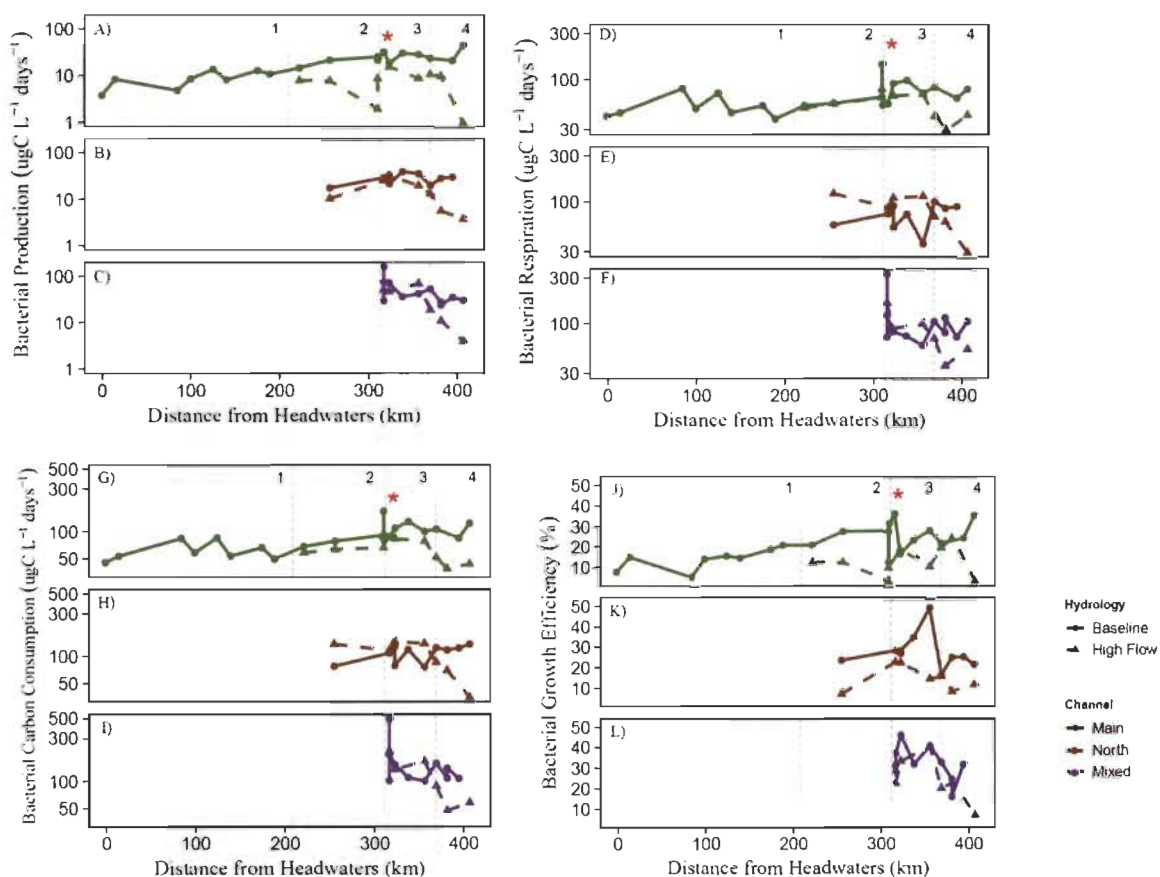 A) 1 2 * 3 4
100
10
1
B)
100
10
1
C)
100
10
1
0 100 200 300 400
Distance from Headwaters (km)
Bacterial Production (ugC L⁻¹ days⁻¹)
D) 1 2 * 3 4
300
100
30
E)
300
100
30
F)
300
100
30
0 100 200 300 400
Distance from Headwaters (km)
Bacterial Respiration (ugC L⁻¹ days⁻¹)
G) 1 2 * 3 4
500
300
100
50
H)
500
300
100
50
I)
500
300
100
50
0 100 200 300 400
Distance from Headwaters (km)
Bacterial Carbon Consumption (ugC L⁻¹ days⁻¹)
J) 1 2 * 3 4
50
40
30
20
10
K)
50
40
30
20
10
L)
50
40
30
20
10
0 100 200 300 400
Distance from Headwaters (km)
Bacterial Growth Efficiency (%)
Hydrology
Baseline
High Flow
Channel
Main
North
Mixed